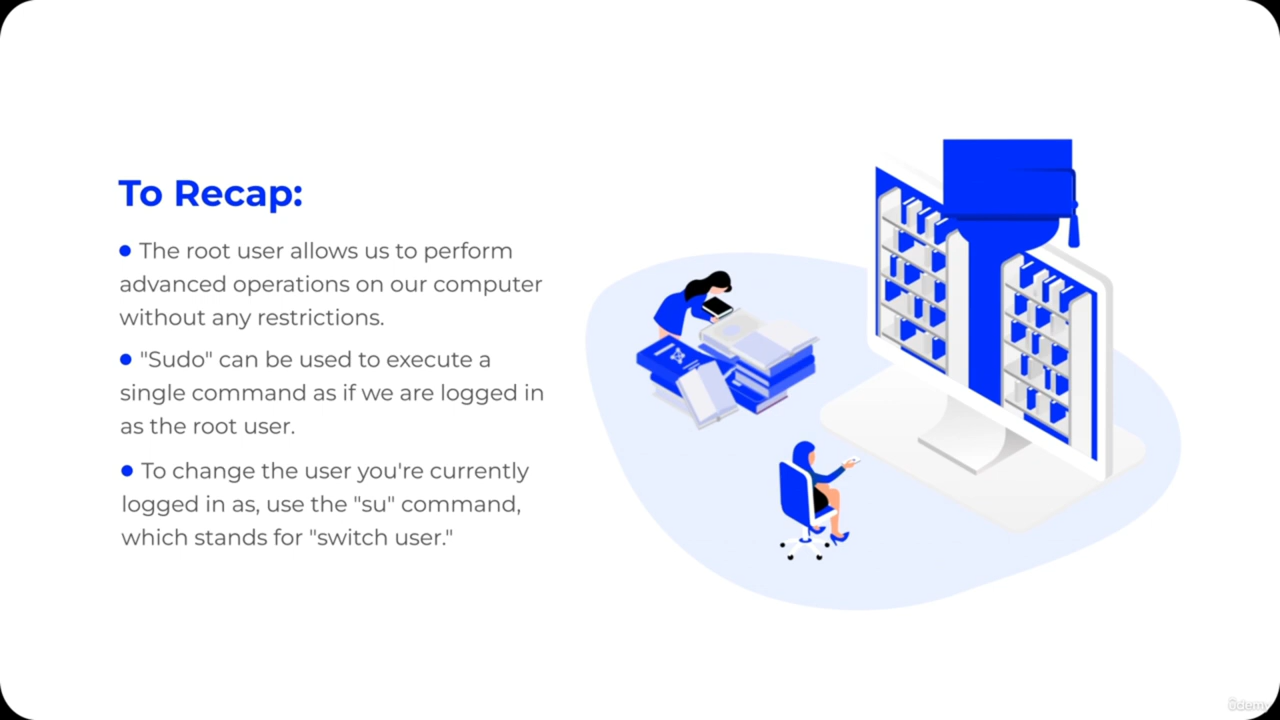 To Recap:
● The root user allows us to perform
advanced operations on our computer
without any restrictions.
● "Sudo" can be used to execute a
single command as if we are logged in
as the root user.
● To change the user you're currently
logged in as, use the "su" command,
which stands for "switch user."
ûdemy